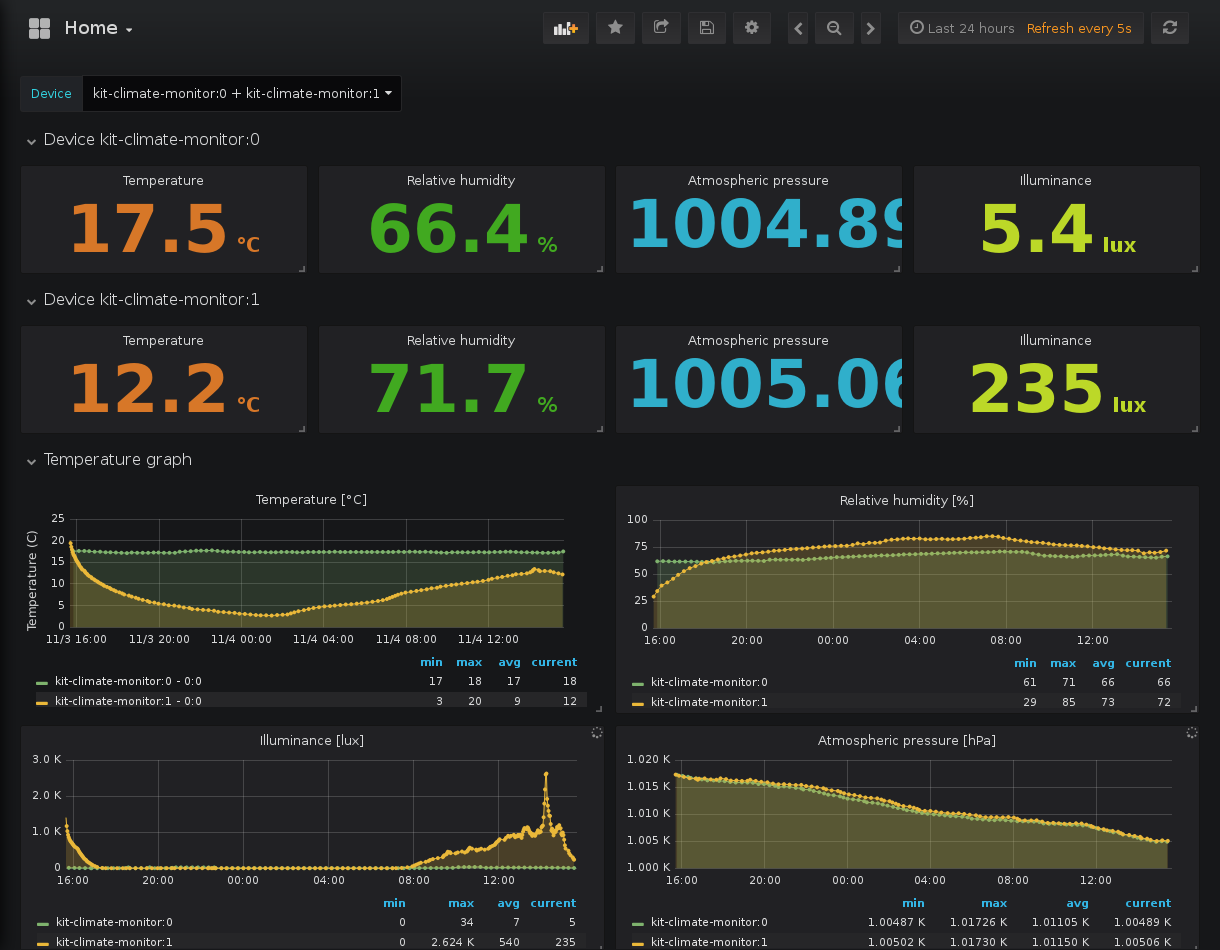 Home
Last 24 hours Refresh every 5s
Device kit-climate-monitor:0 + kit-climate-monitor:1
Device kit-climate-monitor:0
Temperature Relative humidity Atmospheric pressure Illuminance
17.5 °C 66.4 % 1004.89 5.4 lux
Device kit-climate-monitor:1
Temperature Relative humidity Atmospheric pressure Illuminance
12.2 °C 71.7 % 1005.06 235 lux
Temperature graph
Temperature [°C]
Temperature (C)
25
20
15
10
5
0
11/3 16:00 11/3 20:00 11/4 00:00 11/4 04:00 11/4 08:00 11/4 12:00
min max avg current
kit-climate-monitor:0 - 0:0 17 18 17 18
kit-climate-monitor:1 - 0:0 3 20 9 12
Relative humidity [%]
100
75
50
25
0
16:00 20:00 00:00 04:00 08:00 12:00
min max avg current
kit-climate-monitor:0 61 71 66 66
kit-climate-monitor:1 29 85 73 72
Illuminance [lux]
3.0 K
2.0 K
1.0 K
0
16:00 20:00 00:00 04:00 08:00 12:00
min max avg current
kit-climate-monitor:0 0 34 7 5
kit-climate-monitor:1 0 2.624 K 540 235
Atmospheric pressure [hPa]
1.020 K
1.015 K
1.010 K
1.005 K
1.000 K
16:00 20:00 00:00 04:00 08:00 12:00
min max avg current
kit-climate-monitor:0 1.00487 K 1.01726 K 1.01105 K 1.00489 K
kit-climate-monitor:1 1.00502 K 1.01730 K 1.01150 K 1.00506 K